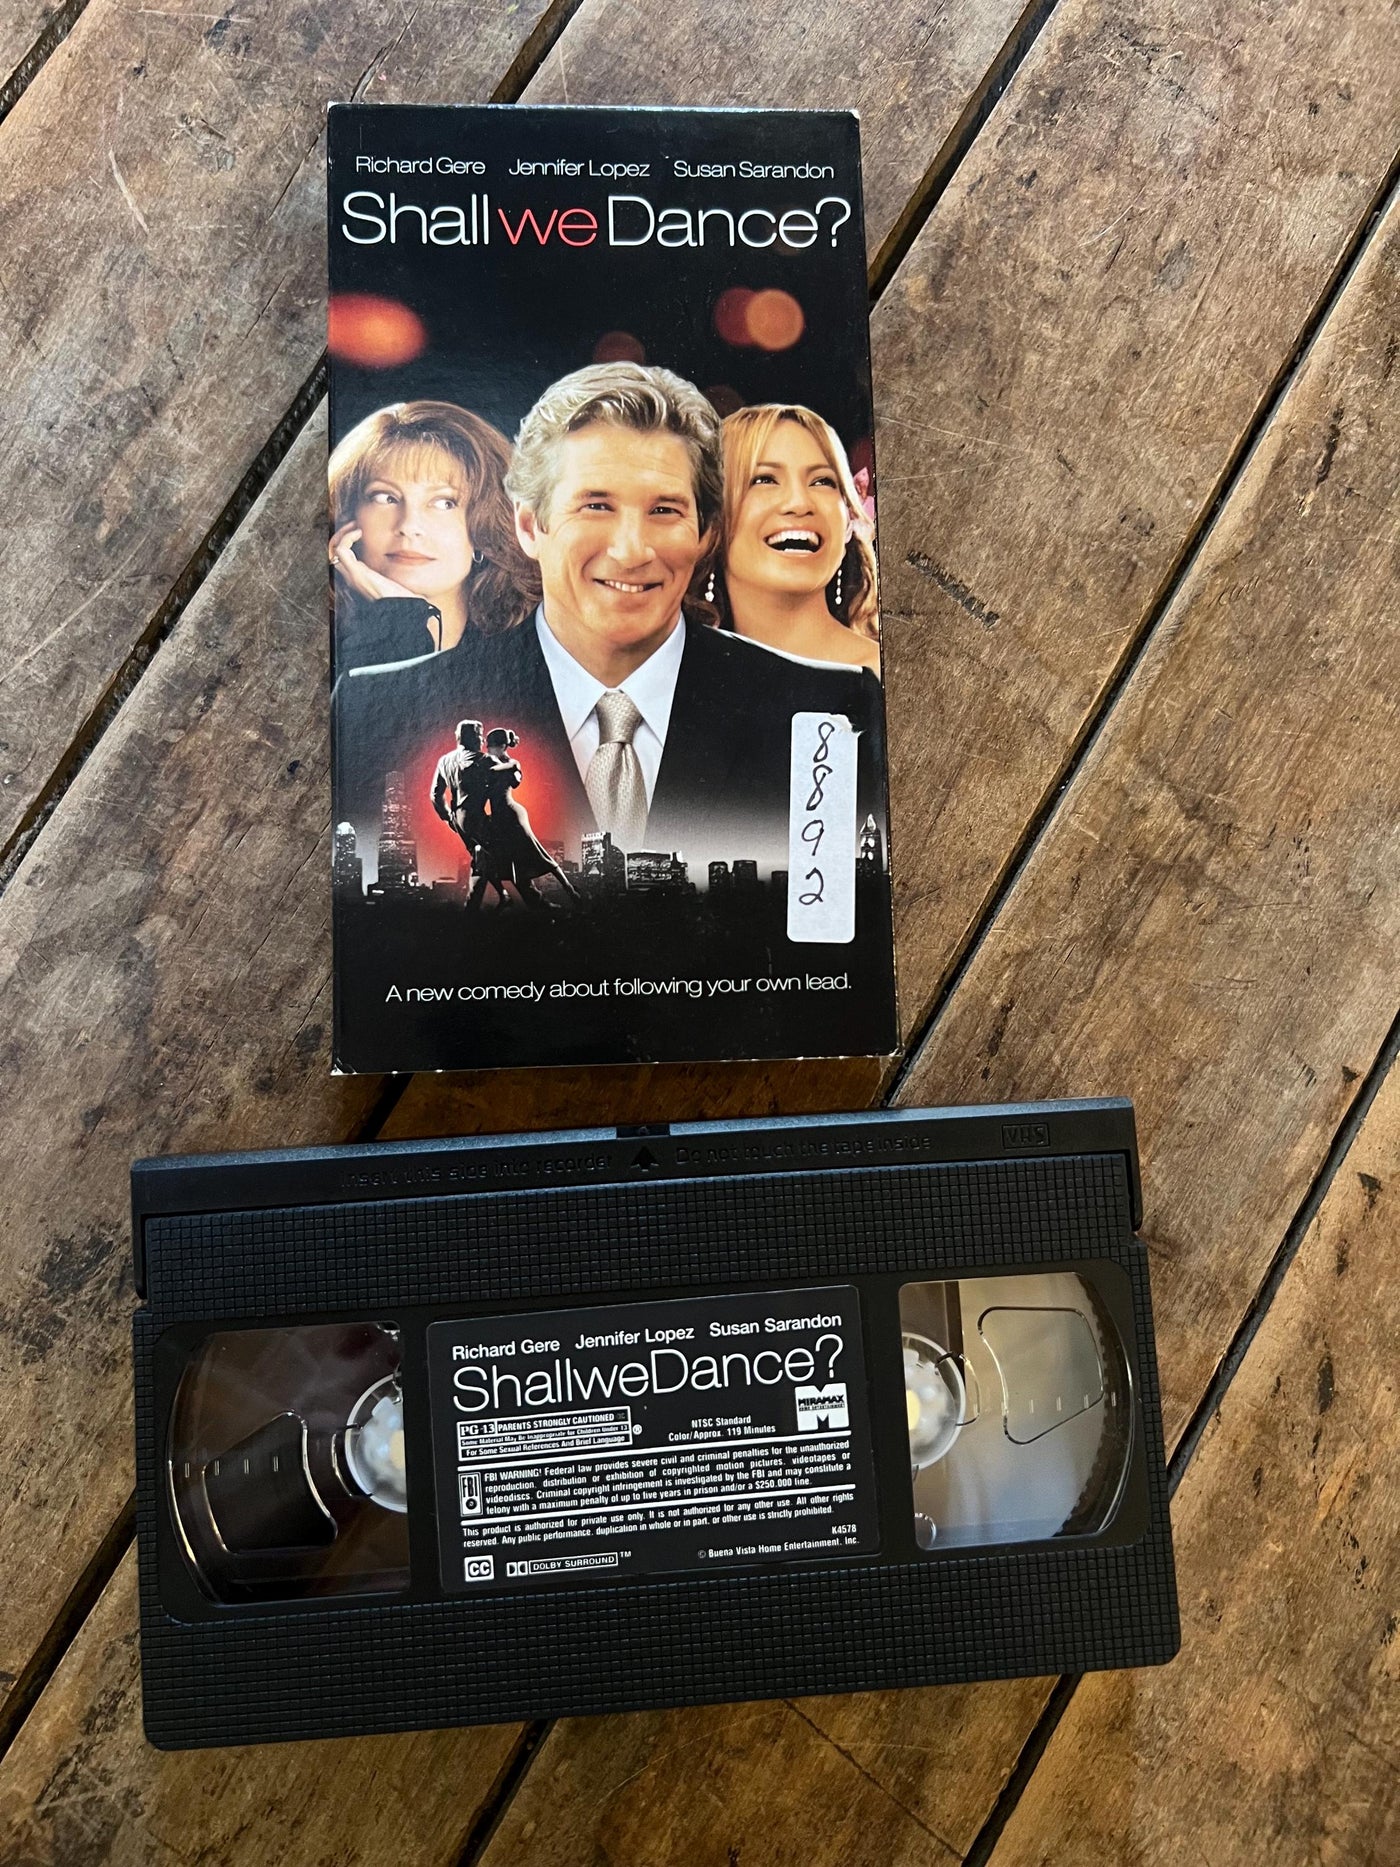 Richard Gere Jennifer Lopez Susan Sarandon
Shall we Dance?
8
8
9
2
A new comedy about following your own lead.
Insert this side into recorder Do not touch the tape inside VHS
Richard Gere Jennifer Lopez Susan Sarandon
ShallweDance?
MIRAMAX
PG-13 PARENTS STRONGLY CAUTIONED
Some Material May Be Inappropriate for Children Under 13
For Some Sexual References And Brief Language
®
NTSC Standard
Color/Approx. 119 Minutes
FBI
FBI WARNING: Federal law provides severe civil and criminal penalties for the unauthorized
reproduction, distribution or exhibition of copyrighted motion pictures, videotapes or
videodiscs. Criminal copyright infringement is investigated by the FBI and may constitute a
felony with a maximum penalty of up to five years in prison and/or a $250,000 fine.
This product is authorized for private use only. It is not authorized for any other use. All other rights
reserved. Any public performance, duplication in whole or in part, or other use is strictly prohibited.
K4578
CC DOLBY SURROUND ™ © Buena Vista Home Entertainment, Inc.